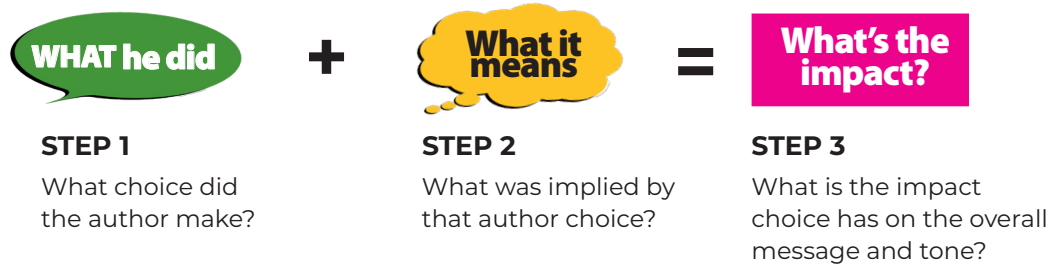 WHAT he did
+
What it
means
=
What's the
impact?
STEP 1
What choice did
the author make?
STEP 2
What was implied by
that author choice?
STEP 3
What is the impact
choice has on the overall
message and tone?